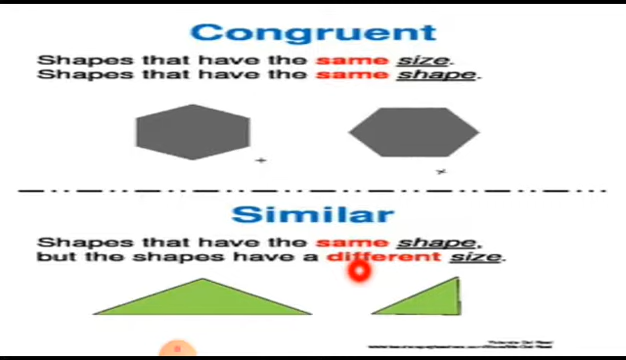 Congruent
Shapes that have the same size.
Shapes that have the same shape.
Similar
Shapes that have the same shape,
but the shapes have a different size.